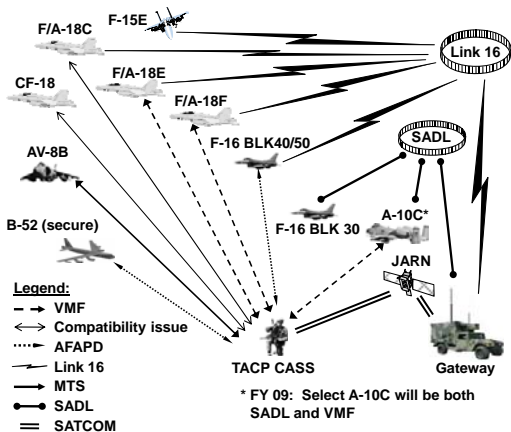 F-15E
F/A-18C
Link 16
F/A-18E
CF-18
F/A-18F
SADL
F-16 BLK40/50
AV-8B
A-10C*
F-16 BLK 30
B-52 (secure)
JARN
Legend:
VMF
Compatibility issue
AFAPD
Link 16
MTS
SADL
SATCOM
TACP CASS
Gateway
* FY 09: Select A-10C will be both
SADL and VMF